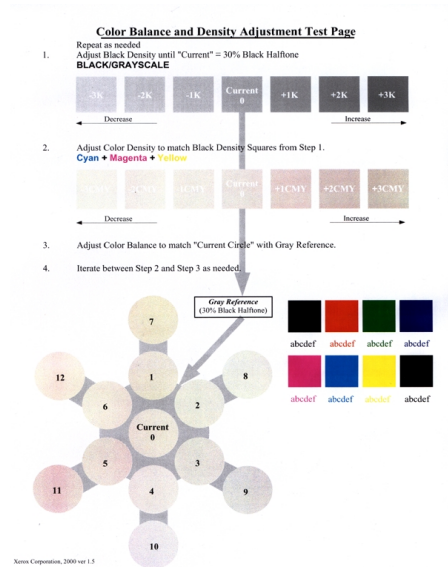 Color Balance and Density Adjustment Test Page
Repeat as needed
1. Adjust Black Density until "Current" = 30% Black Halftone
BLACK/GRAYSCALE
-3K -2K -1K Current 0 +1K +2K +3K
Decrease Increase
2. Adjust Color Density to match Black Density Squares from Step 1.
Cyan + Magenta + Yellow
-3CMY -2CMY -1CMY Current 0 +1CMY +2CMY +3CMY
Decrease Increase
3. Adjust Color Balance to match "Current Circle" with Gray Reference.
4. Iterate between Step 2 and Step 3 as needed.
Gray Reference
(30% Black Halftone)
7
12
1
8
6
2
Current
0
5
3
11
4
9
10
abcdef abcdef abcdef abcdef
abcdef abcdef abcdef abcdef
Xerox Corporation, 2000 ver 1.5